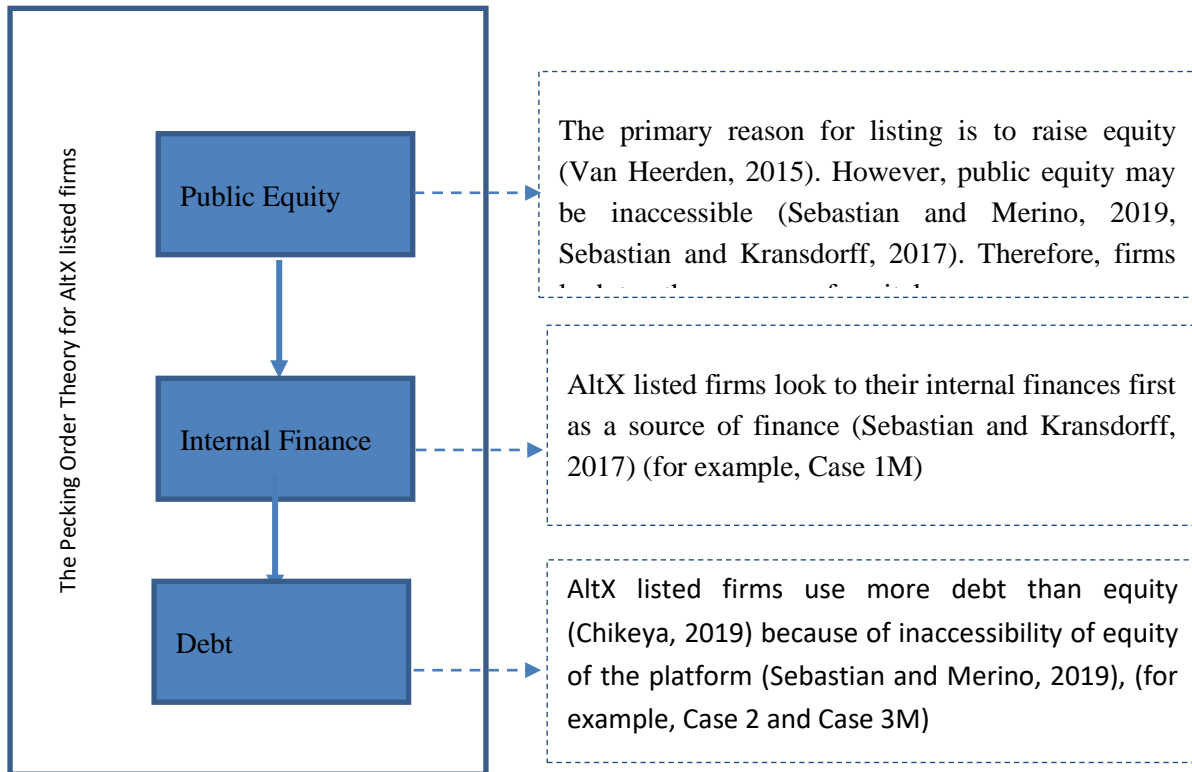 The Pecking Order Theory for AltX listed firms
Public Equity
The primary reason for listing is to raise equity
(Van Heerden, 2015). However, public equity may
be inaccessible (Sebastian and Merino, 2019,
Sebastian and Kransdorff, 2017). Therefore, firms
Internal Finance
AltX listed firms look to their internal finances first
as a source of finance (Sebastian and Kransdorff,
2017) (for example, Case 1M)
Debt
AltX listed firms use more debt than equity
(Chikeya, 2019) because of inaccessibility of equity
of the platform (Sebastian and Merino, 2019), (for
example, Case 2 and Case 3M)